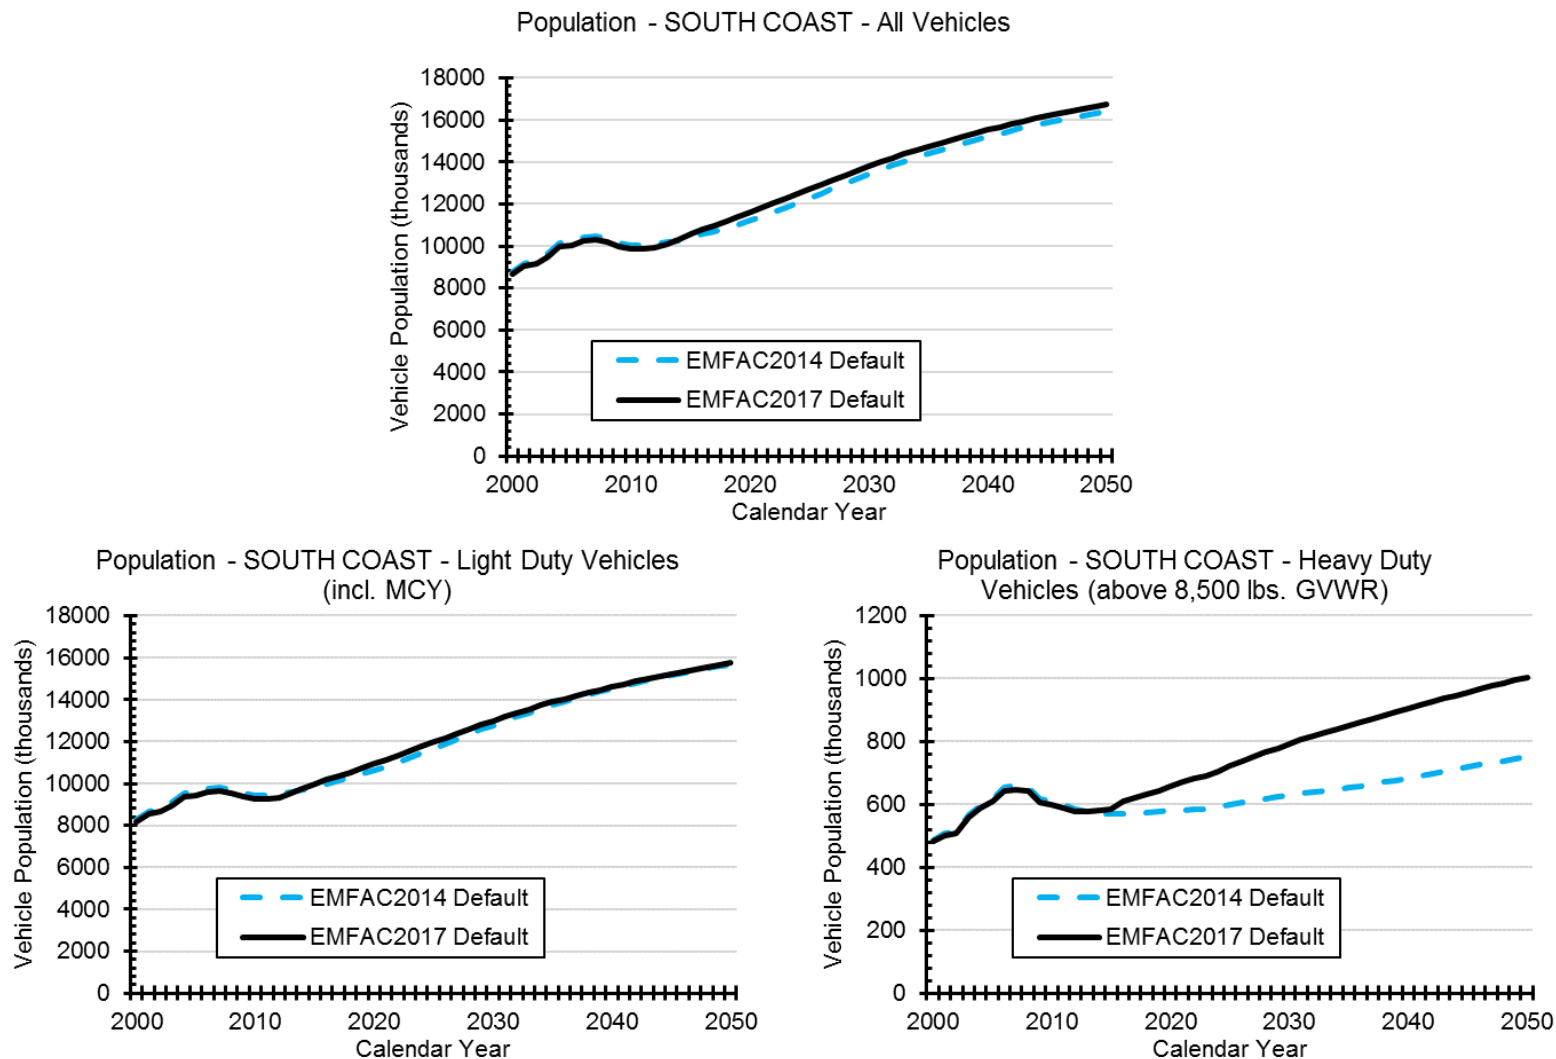 Population - SOUTH COAST - All Vehicles
Vehicle Population (thousands)
18000
16000
14000
12000
10000
8000
6000
4000
2000
0
EMFAC2014 Default
EMFAC2017 Default
2000 2010 2020 2030 2040 2050
Calendar Year
Population - SOUTH COAST - Light Duty Vehicles
(incl. MCY)
Vehicle Population (thousands)
18000
16000
14000
12000
10000
8000
6000
4000
2000
0
EMFAC2014 Default
EMFAC2017 Default
2000 2010 2020 2030 2040 2050
Calendar Year
Population - SOUTH COAST - Heavy Duty
Vehicles (above 8,500 lbs. GVWR)
Vehicle Population (thousands)
1200
1000
800
600
400
200
0
EMFAC2014 Default
EMFAC2017 Default
2000 2010 2020 2030 2040 2050
Calendar Year